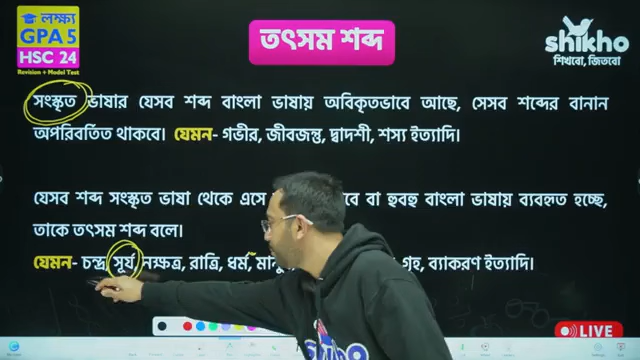 লক্ষ্য
GPA 5
HSC 24
Revision + Model Test
তৎসম শব্দ
shikho
শিখবো, জিতবো
সংস্কৃত ভাষার যেসব শব্দ বাংলা ভাষায় অবিকৃতভাবে আছে, সেসব শব্দের বানান
অপরিবর্তিত থাকবে। যেমন- গভীর, জীবজন্তু, দ্বাদশী, শস্য ইত্যাদি।
যেসব শব্দ সংস্কৃত ভাষা থেকে এসে বে বা হুবহু বাংলা ভাষায় ব্যবহৃত হচ্ছে,
তাকে তৎসম শব্দ বলে।
যেমন- চন্দ্র, সূর্য, নক্ষত্র, রাত্রি, ধর্ম, গৃহ, ব্যাকরণ ইত্যাদি।
LIVE
shikho